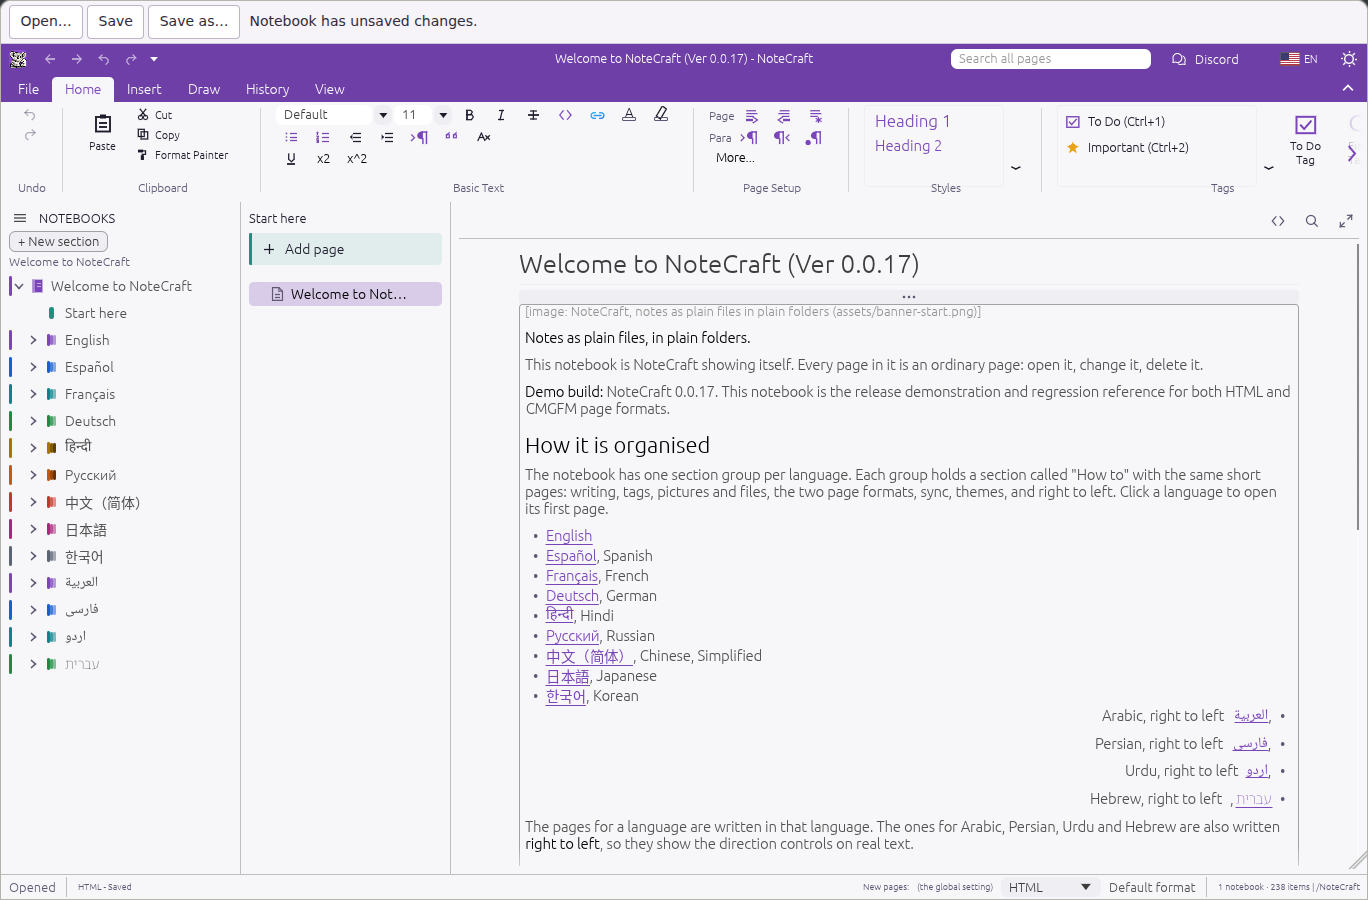 Open... Save Save as... Notebook has unsaved changes.
Welcome to NoteCraft (Ver 0.0.17) - NoteCraft
Search all pages
Discord
EN
File Home Insert Draw History View
Undo
Paste
Cut
Copy
Format Painter
Clipboard
Default 11 B I T
U x2 x^2
Basic Text
Page
Para
More...
Page Setup
Heading 1
Heading 2
Styles
To Do (Ctrl+1)
Important (Ctrl+2)
To Do
Tag
Tags
NOTEBOOKS
+ New section
Welcome to NoteCraft
Welcome to NoteCraft
Start here
English
Español
Français
Deutsch
हिन्दी
Русский
中文（简体）
日本語
한국어
العربية
فارسی
اردو
עברית
Start here
+ Add page
Welcome to Not...
Welcome to NoteCraft (Ver 0.0.17)
[image: NoteCraft, notes as plain files in plain folders (assets/banner-start.png)]
Notes as plain files, in plain folders.
This notebook is NoteCraft showing itself. Every page in it is an ordinary page: open it, change it, delete it.
Demo build: NoteCraft 0.0.17. This notebook is the release demonstration and regression reference for both HTML and
CMGFM page formats.
How it is organised
The notebook has one section group per language. Each group holds a section called "How to" with the same short
pages: writing, tags, pictures and files, the two page formats, sync, themes, and right to left. Click a language to open
its first page.
• English
• Español, Spanish
• Français, French
• Deutsch, German
• हिन्दी, Hindi
• Русский, Russian
• 中文（简体）, Chinese, Simplified
• 日本語, Japanese
• 한국어, Korean
• العربية, Arabic, right to left
• فارسی, Persian, right to left
• اردو, Urdu, right to left
• עברית, Hebrew, right to left
The pages for a language are written in that language. The ones for Arabic, Persian, Urdu and Hebrew are also written
right to left, so they show the direction controls on real text.
Opened
HTML - Saved
New pages: (the global setting) HTML Default format
1 notebook · 238 items | /NoteCraft